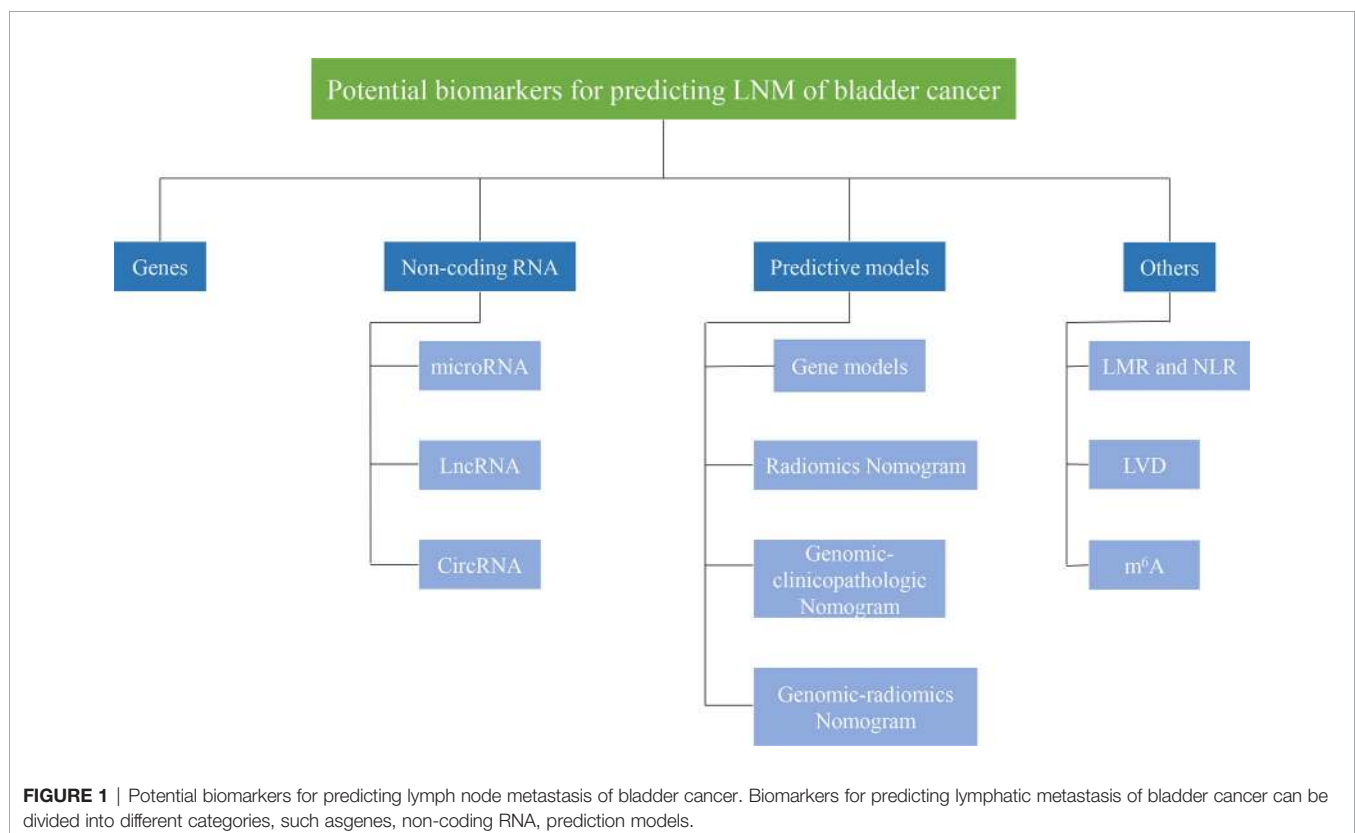 Potential biomarkers for predicting LNM of bladder cancer
Genes
Non-coding RNA
Predictive models
Others
microRNA
LncRNA
CircRNA
Gene models
Radiomics Nomogram
Genomic-
clinicopathologic
Nomogram
Genomic-radiomics
Nomogram
LMR and NLR
LVD
m⁶A
FIGURE 1 | Potential biomarkers for predicting lymph node metastasis of bladder cancer. Biomarkers for predicting lymphatic metastasis of bladder cancer can be
divided into different categories, such asgenes, non-coding RNA, prediction models.